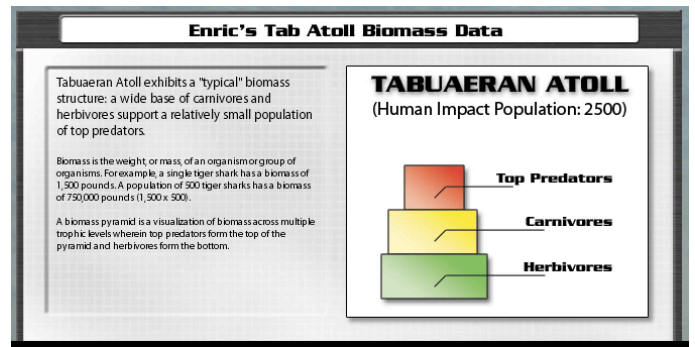 Enric's Tab Atoll Biomass Data
Tabuaeran Atoll exhibits a "typical" biomass
structure: a wide base of carnivores and
herbivores support a relatively small population
of top predators.
Biomass is the weight, or mass, of an organism or group of
organisms. For example, a single tiger shark has a biomass of
1,500 pounds. A population of 500 tiger sharks has a biomass
of 750,000 pounds (1,500 x 500).
A biomass pyramid is a visualization of biomass across multiple
trophic levels wherein top predators form the top of the
pyramid and herbivores form the bottom.
TABUAERAN ATOLL
(Human Impact Population: 2500)
Top Predators
Carnivores
Herbivores